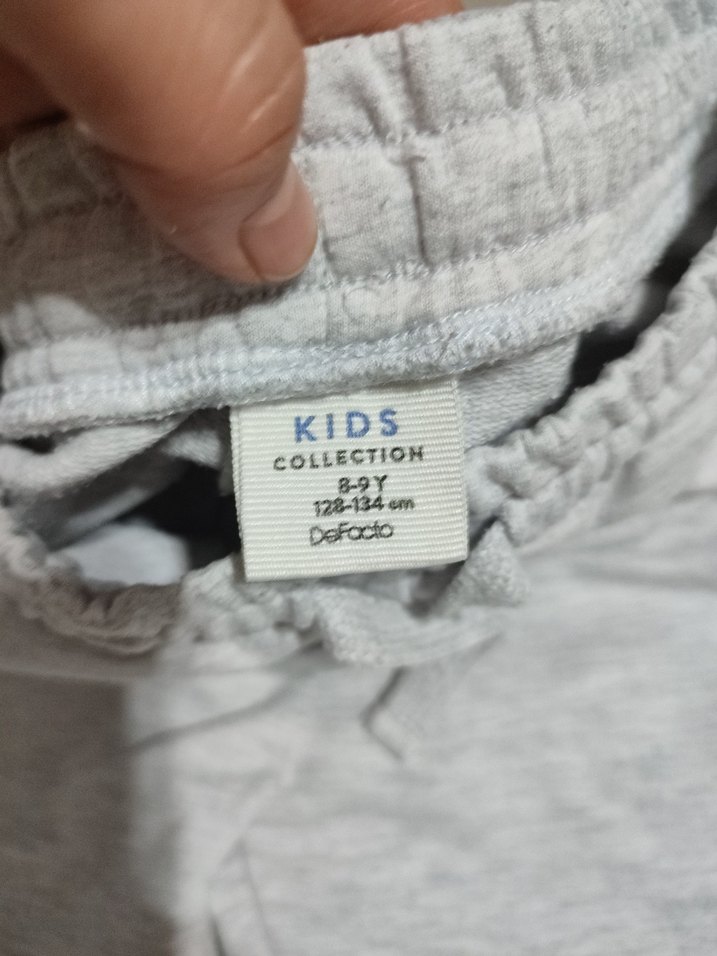 KIDS
COLLECTION
8-9 Y
128-134 cm
DeFacto